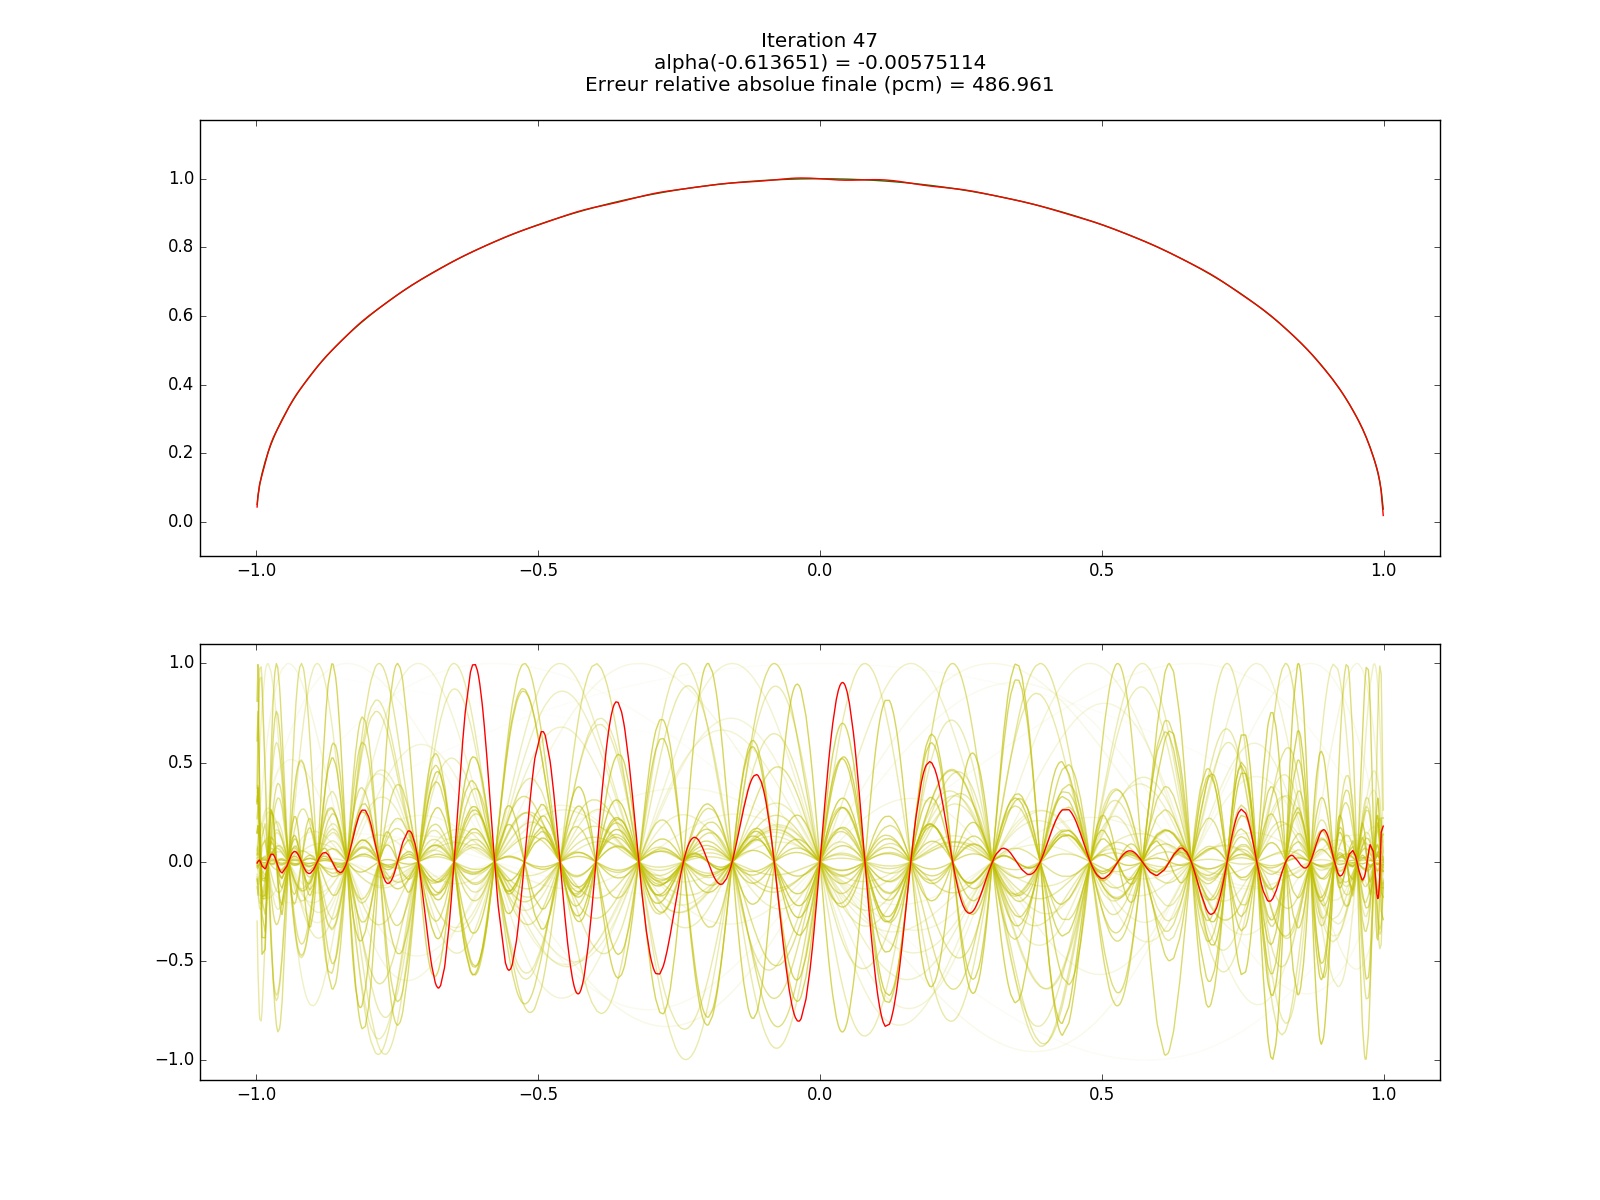 Iteration 47
alpha(-0.613651) = -0.00575114
Erreur relative absolue finale (pcm) = 486.961
1.0
0.8
0.6
0.4
0.2
0.0
−1.0 −0.5 0.0 0.5 1.0
1.0
0.5
0.0
−0.5
−1.0
−1.0 −0.5 0.0 0.5 1.0